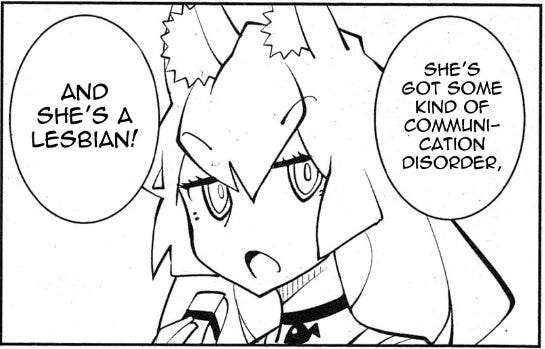 SHE'S
GOT SOME
KIND OF
COMMUNI-
CATION
DISORDER,
AND
SHE'S A
LESBIAN!